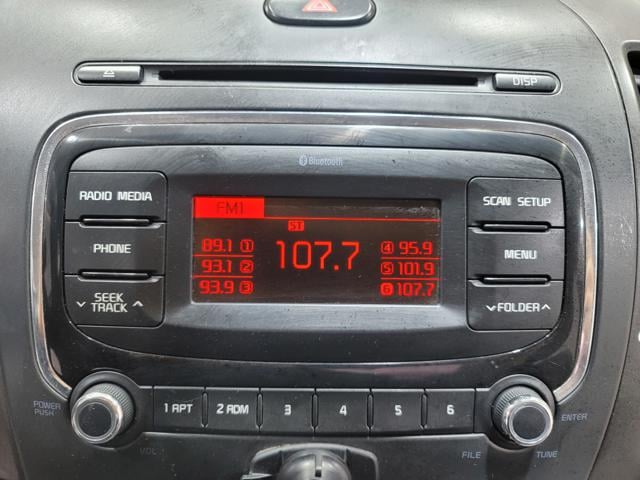 DISP
Bluetooth
RADIO MEDIA
SCAN SETUP
FM1
ST
PHONE
MENU
89.1 1
107.7
4 95.9
93.1 2
5 101.9
93.9 3
6 107.7
SEEK
TRACK
FOLDER
POWER
PUSH
1 RPT
2 RDM
3
4
5
6
ENTER
VOL
FILE
TUNE